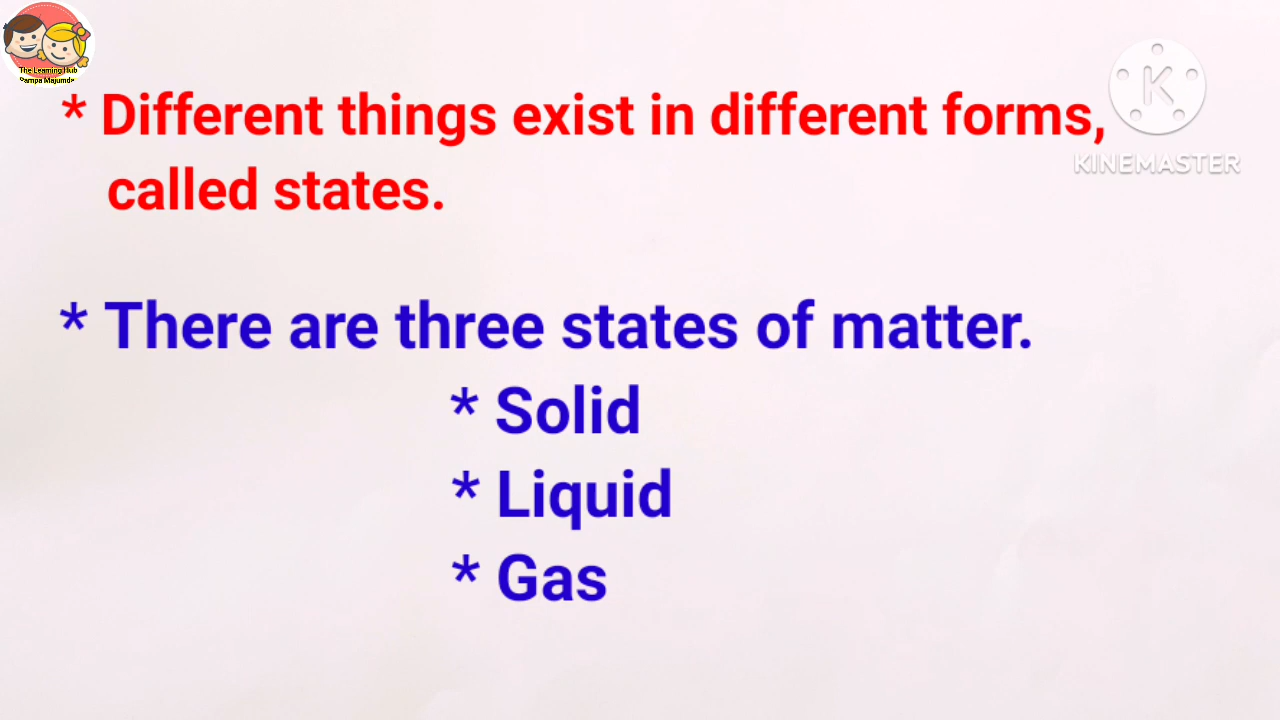 The Learning Hub
* Different things exist in different forms,
called states.
KINEMASTER
* There are three states of matter.
* Solid
* Liquid
* Gas